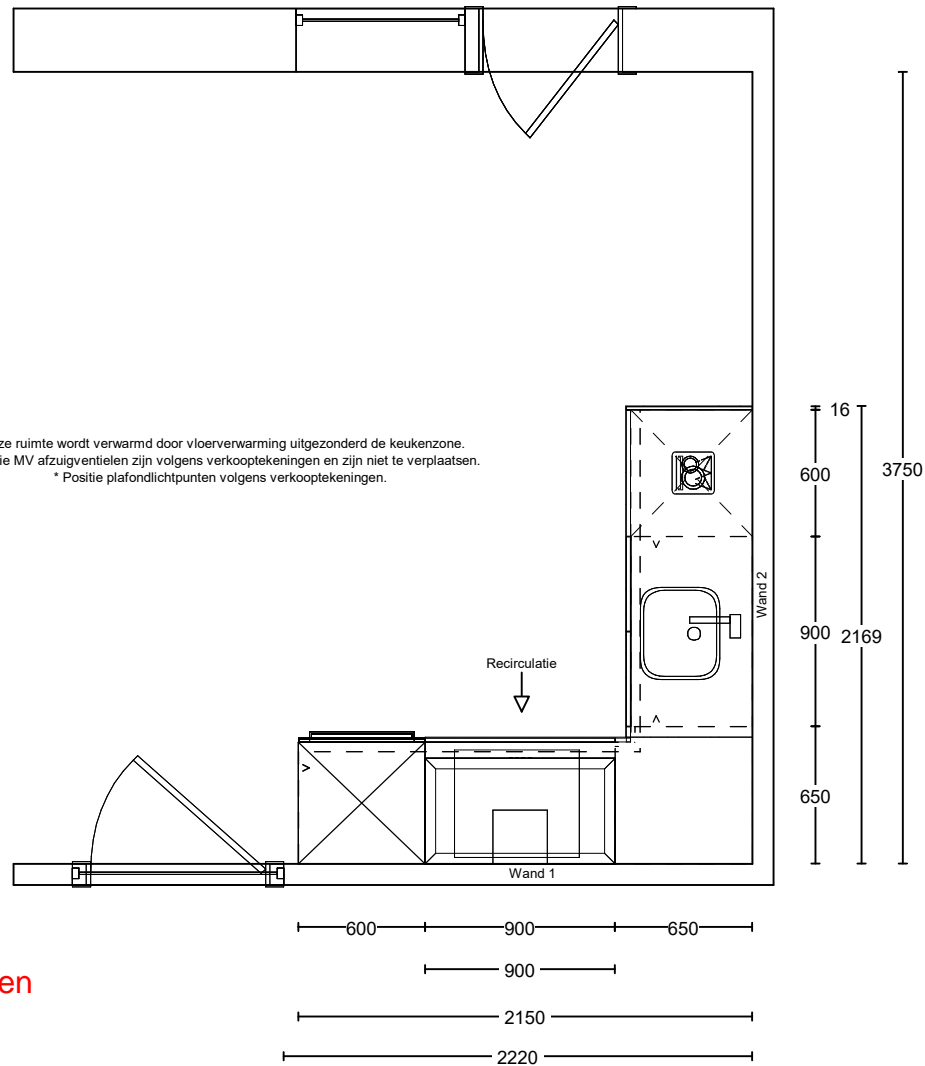 ze ruimte wordt verwarmd door vloerverwarming uitgezonderd de keukenzone.
ie MV afzuigventielen zijn volgens verkooptekeningen en zijn niet te verplaatsen.
* Positie plafondlichtpunten volgens verkooptekeningen.
16
600
3750
Wand 2
900
2169
Recirculatie
650
Wand 1
600
900
650
900
en
2150
2220